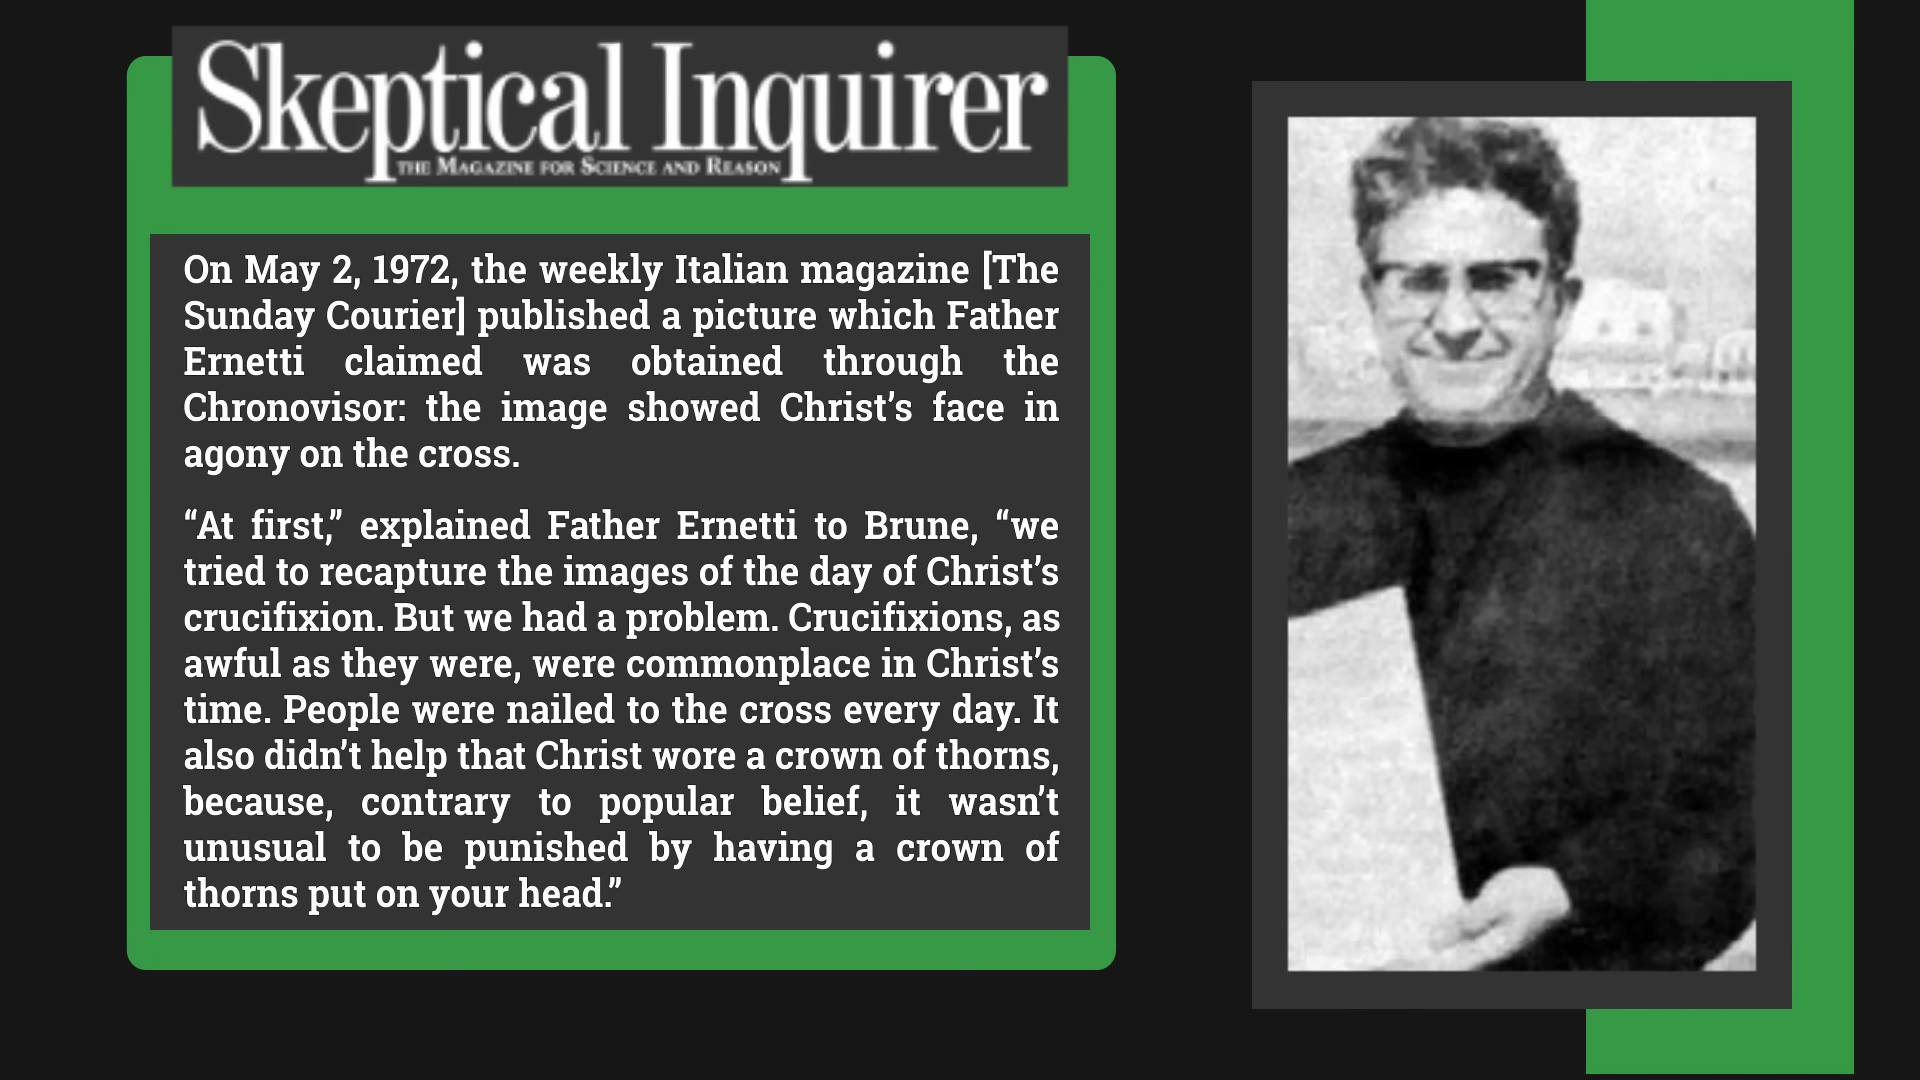 Skeptical Inquirer
THE MAGAZINE FOR SCIENCE AND REASON
On May 2, 1972, the weekly Italian magazine [The
Sunday Courier] published a picture which Father
Ernetti claimed was obtained through the
Chronovisor: the image showed Christ’s face in
agony on the cross.
“At first,” explained Father Ernetti to Brune, “we
tried to recapture the images of the day of Christ’s
crucifixion. But we had a problem. Crucifixions, as
awful as they were, were commonplace in Christ’s
time. People were nailed to the cross every day. It
also didn’t help that Christ wore a crown of thorns,
because, contrary to popular belief, it wasn’t
unusual to be punished by having a crown of
thorns put on your head.”